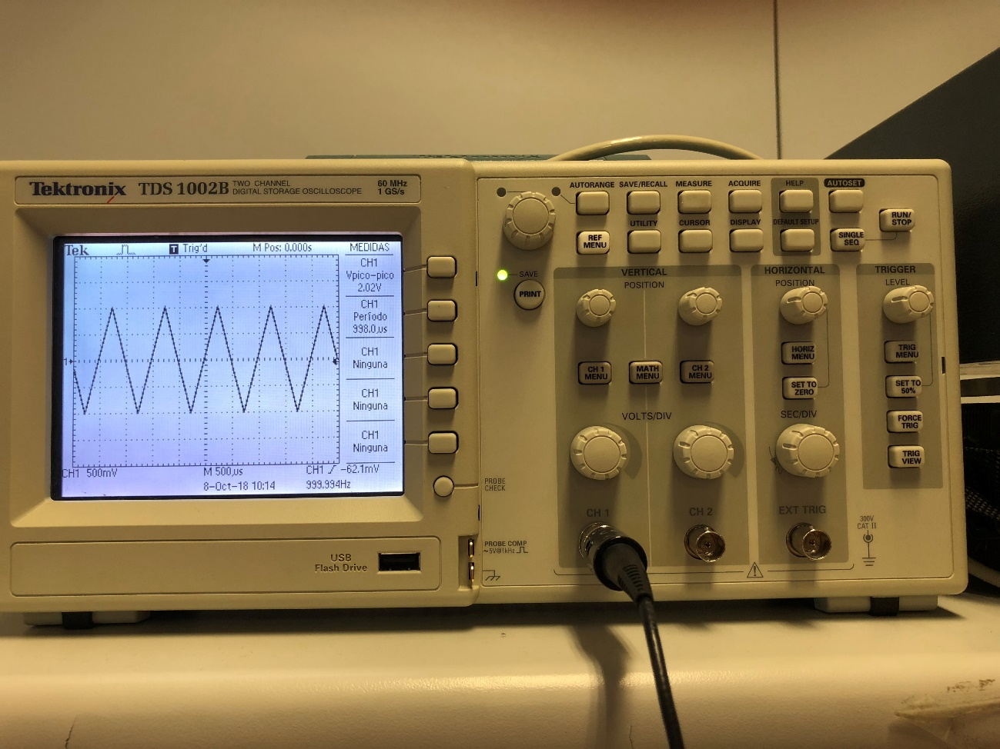 Tektronix TDS 1002B TWO CHANNEL DIGITAL STORAGE OSCILLOSCOPE 60 MHz 1 GS/s
Tek T Trig'd M Pos: 0.000s MEDIDAS
CH1
Vpico-pico
2.02V
CH1
Período
998.0µs
CH1
Ninguna
CH1
Ninguna
CH1
Ninguna
1
CH1 500mV M 500µs CH1 -62.1mV
8-Oct-18 10:14 999.994Hz
USB
Flash Drive
AUTORANGE SAVE/RECALL MEASURE ACQUIRE HELP AUTOSET
REF MENU UTILITY CURSOR DISPLAY DEFAULT SETUP SINGLE SEQ
RUN/STOP
SAVE
PRINT
VERTICAL
POSITION
CH 1 MENU MATH MENU CH 2 MENU
VOLTS/DIV
CH 1 CH 2
HORIZONTAL
POSITION
HORIZ MENU
SET TO ZERO
SEC/DIV
EXT TRIG
TRIGGER
LEVEL
TRIG MENU
SET TO 50%
FORCE TRIG
TRIG VIEW
PROBE
CHECK
PROBE COMP
~5V@1kHz
300V
CAT II